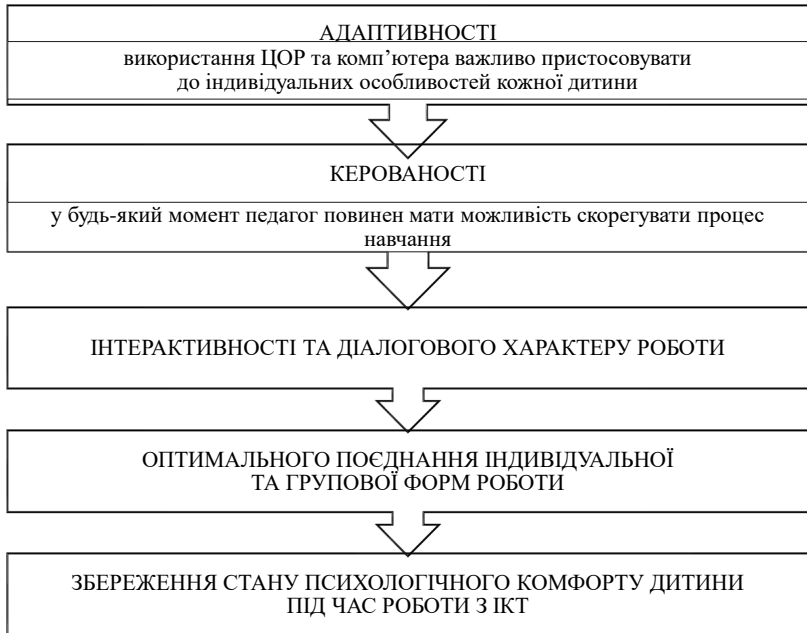 АДАПТИВНОСТІ
використання ЦОР та комп’ютера важливо пристосовувати
до індивідуальних особливостей кожної дитини
КЕРОВАНОСТІ
у будь-який момент педагог повинен мати можливість скорегувати процес
навчання
ІНТЕРАКТИВНОСТІ ТА ДІАЛОГОВОГО ХАРАКТЕРУ РОБОТИ
ОПТИМАЛЬНОГО ПОЄДНАННЯ ІНДИВІДУАЛЬНОЇ
ТА ГРУПОВОЇ ФОРМ РОБОТИ
ЗБЕРЕЖЕННЯ СТАНУ ПСИХОЛОГІЧНОГО КОМФОРТУ ДИТИНИ
ПІД ЧАС РОБОТИ З ІКТ